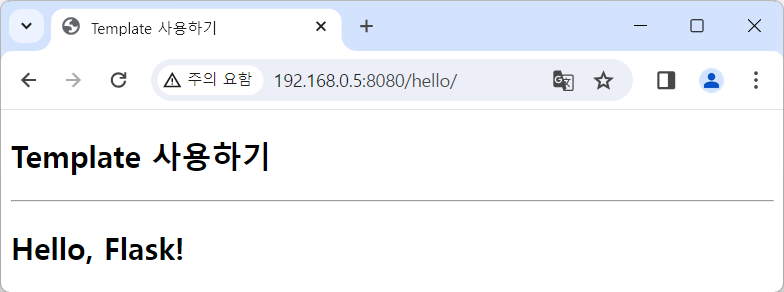 Template 사용하기
주의 요함 192.168.0.5:8080/hello/
Template 사용하기
Hello, Flask!